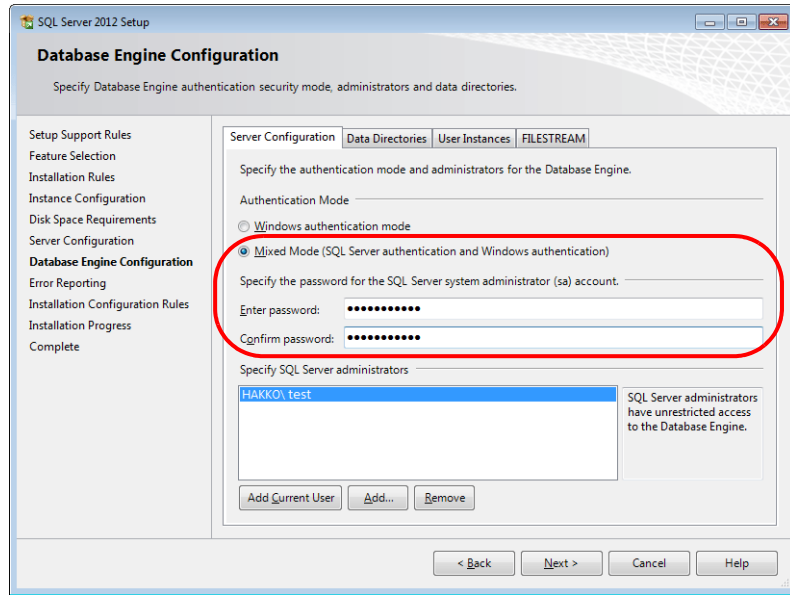 SQL Server 2012 Setup
Database Engine Configuration
Specify Database Engine authentication security mode, administrators and data directories.
Setup Support Rules
Feature Selection
Installation Rules
Instance Configuration
Disk Space Requirements
Server Configuration
Database Engine Configuration
Error Reporting
Installation Configuration Rules
Installation Progress
Complete
Server Configuration Data Directories User Instances FILESTREAM
Specify the authentication mode and administrators for the Database Engine.
Authentication Mode
Windows authentication mode
Mixed Mode (SQL Server authentication and Windows authentication)
Specify the password for the SQL Server system administrator (sa) account.
Enter password: ●●●●●●●●●●●
Confirm password: ●●●●●●●●●●●
Specify SQL Server administrators
HAKKO\ test
SQL Server administrators
have unrestricted access
to the Database Engine.
Add Current User Add... Remove
< Back Next > Cancel Help